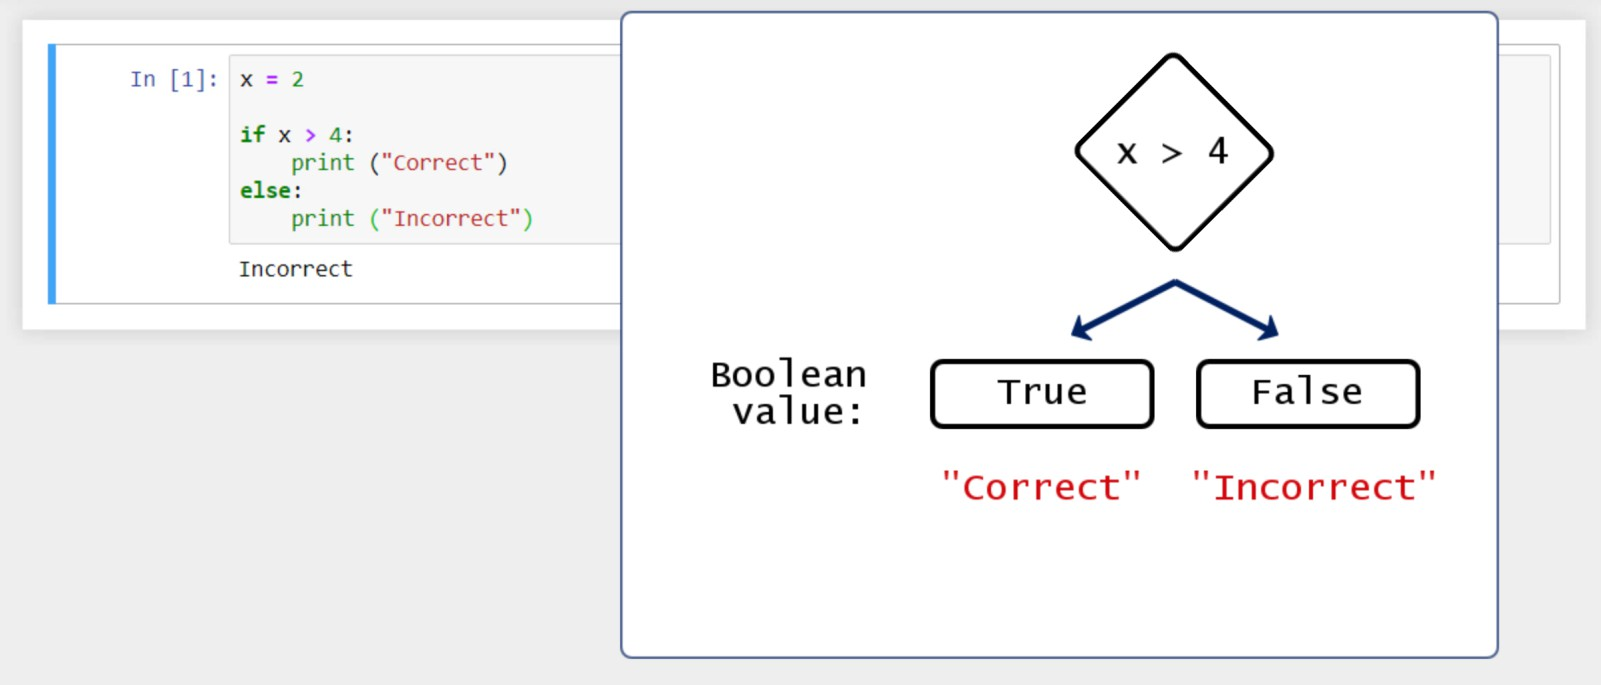 In [1]: x = 2
if x > 4:
    print ("Correct")
else:
    print ("Incorrect")
Incorrect
x > 4
Boolean
value:
True
False
"Correct"
"Incorrect"